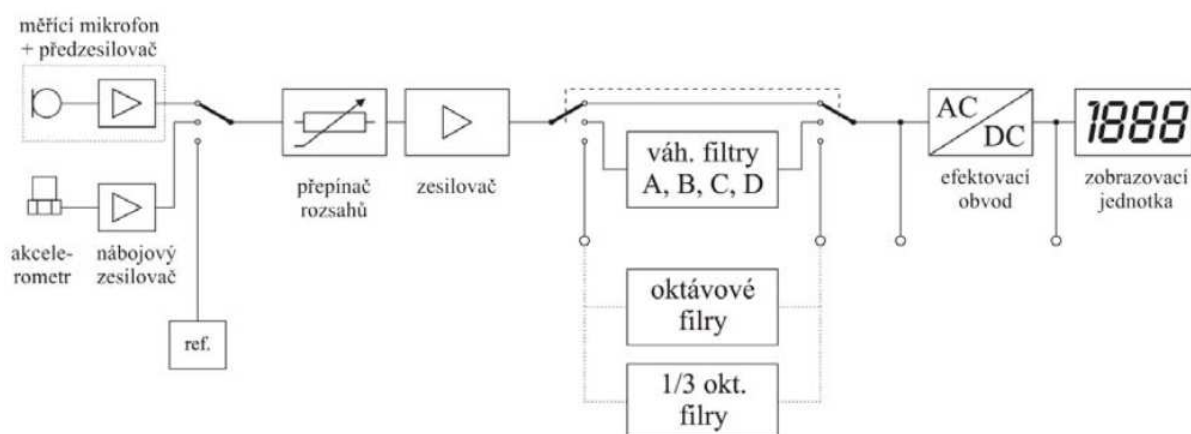 měřící mikrofon
+ předzesilovač
akcele-
rometr
nábojový
zesilovač
ref.
přepínač
rozsahů
zesilovač
váh. filtry
A, B, C, D
oktávové
filry
1/3 okt.
filry
AC
DC
efektovací
obvod
1888
zobrazovací
jednotka